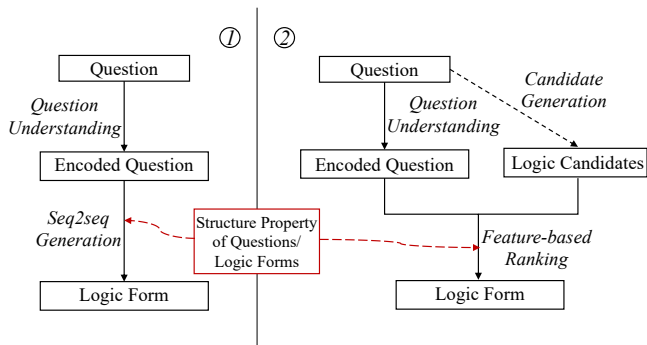 ①
Question
Question
Understanding
Encoded Question
Seq2seq
Generation
Logic Form
Structure Property
of Questions/
Logic Forms
②
Question
Candidate
Generation
Question
Understanding
Encoded Question
Logic Candidates
Feature-based
Ranking
Logic Form